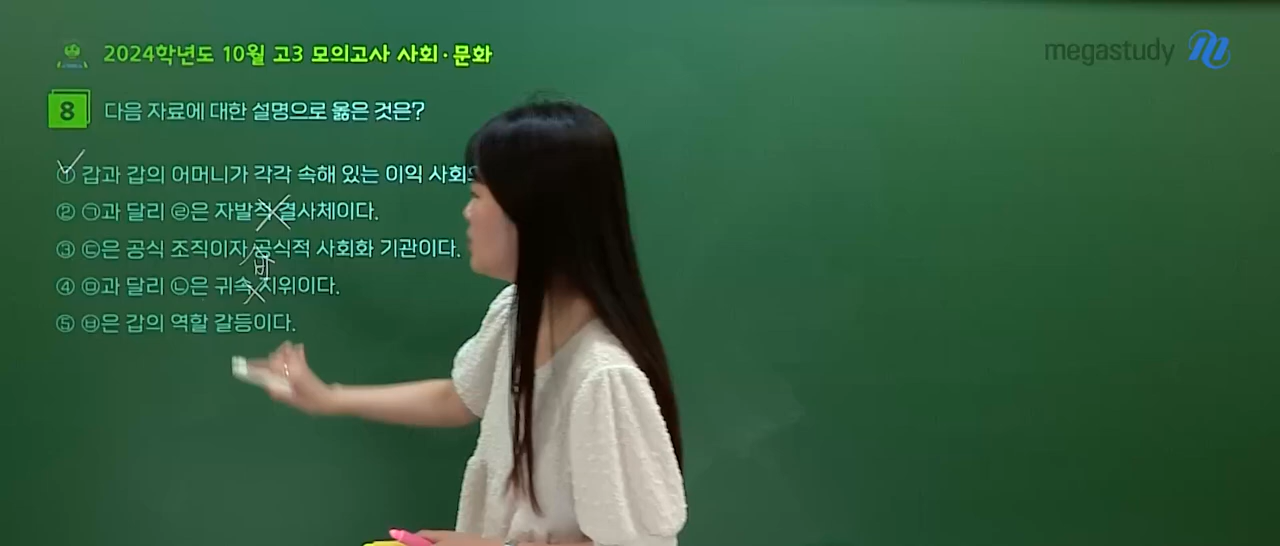 2024학년도 10월 고3 모의고사 사회·문화
megastudy
8 다음 자료에 대한 설명으로 옳은 것은?
① 갑과 갑의 어머니가 각각 속해 있는 이익 사회
② ㉠과 달리 ㉣은 자발적 결사체이다.
③ ㉢은 공식 조직이자 공식적 사회화 기관이다.
비
④ ㉤과 달리 ㉡은 귀속 지위이다.
⑤ ㉥은 갑의 역할 갈등이다.